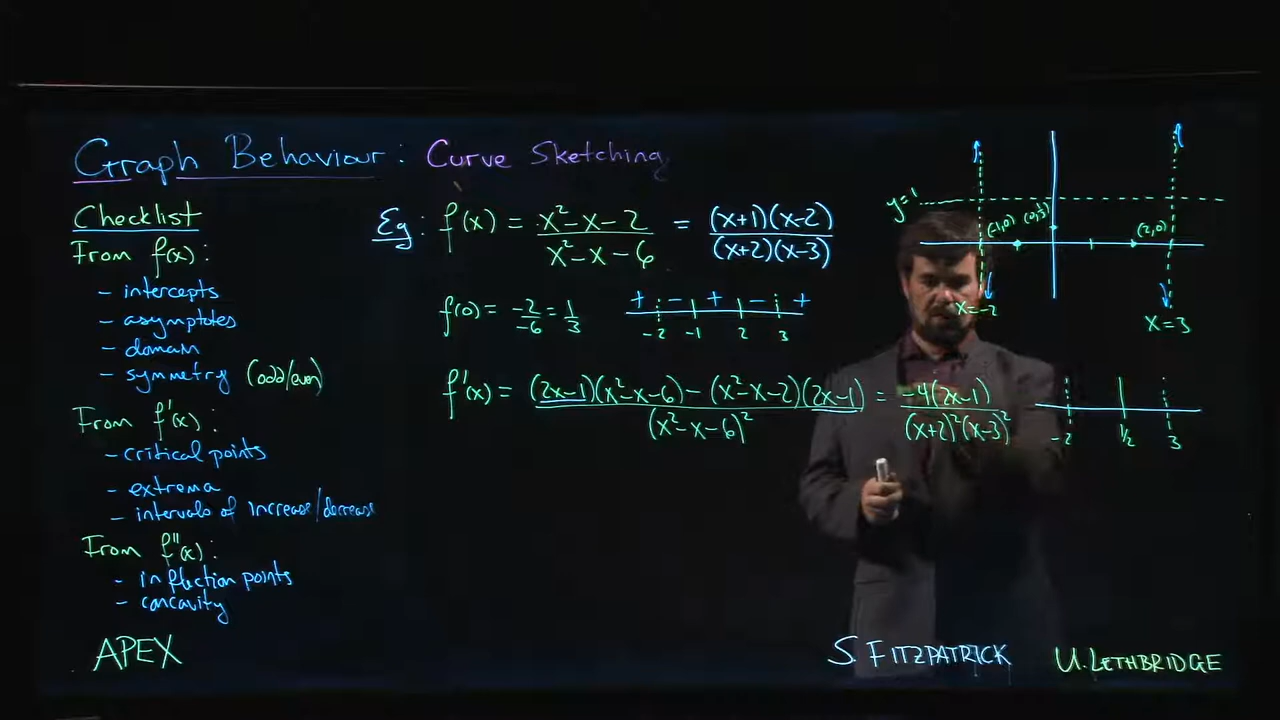 Graph Behaviour: Curve Sketching
Checklist
From f(x):
- intercepts
- asymptotes
- domain
- symmetry (odd/even)
From f'(x):
- critical points
- extrema
- intervals of increase/decrease
From f''(x):
- inflection points
- concavity
APEX
Eg: f(x) = (x²-x-2)/(x²-x-6) = ((x+1)(x-2))/((x+2)(x-3))
f(0) = -2/-6 = 1/3
+ - + - +
-2 -1 2 3
f'(x) = ((2x-1)(x²-x-6) - (x²-x-2)(2x-1))/(x²-x-6)² = -4(2x-1)/((x+2)²(x-3)²)
-2 1/2 3
y=1
(-1,0) (0,1/3) (2,0)
x=-2
x=3
S. FITZPATRICK U. LETHBRIDGE